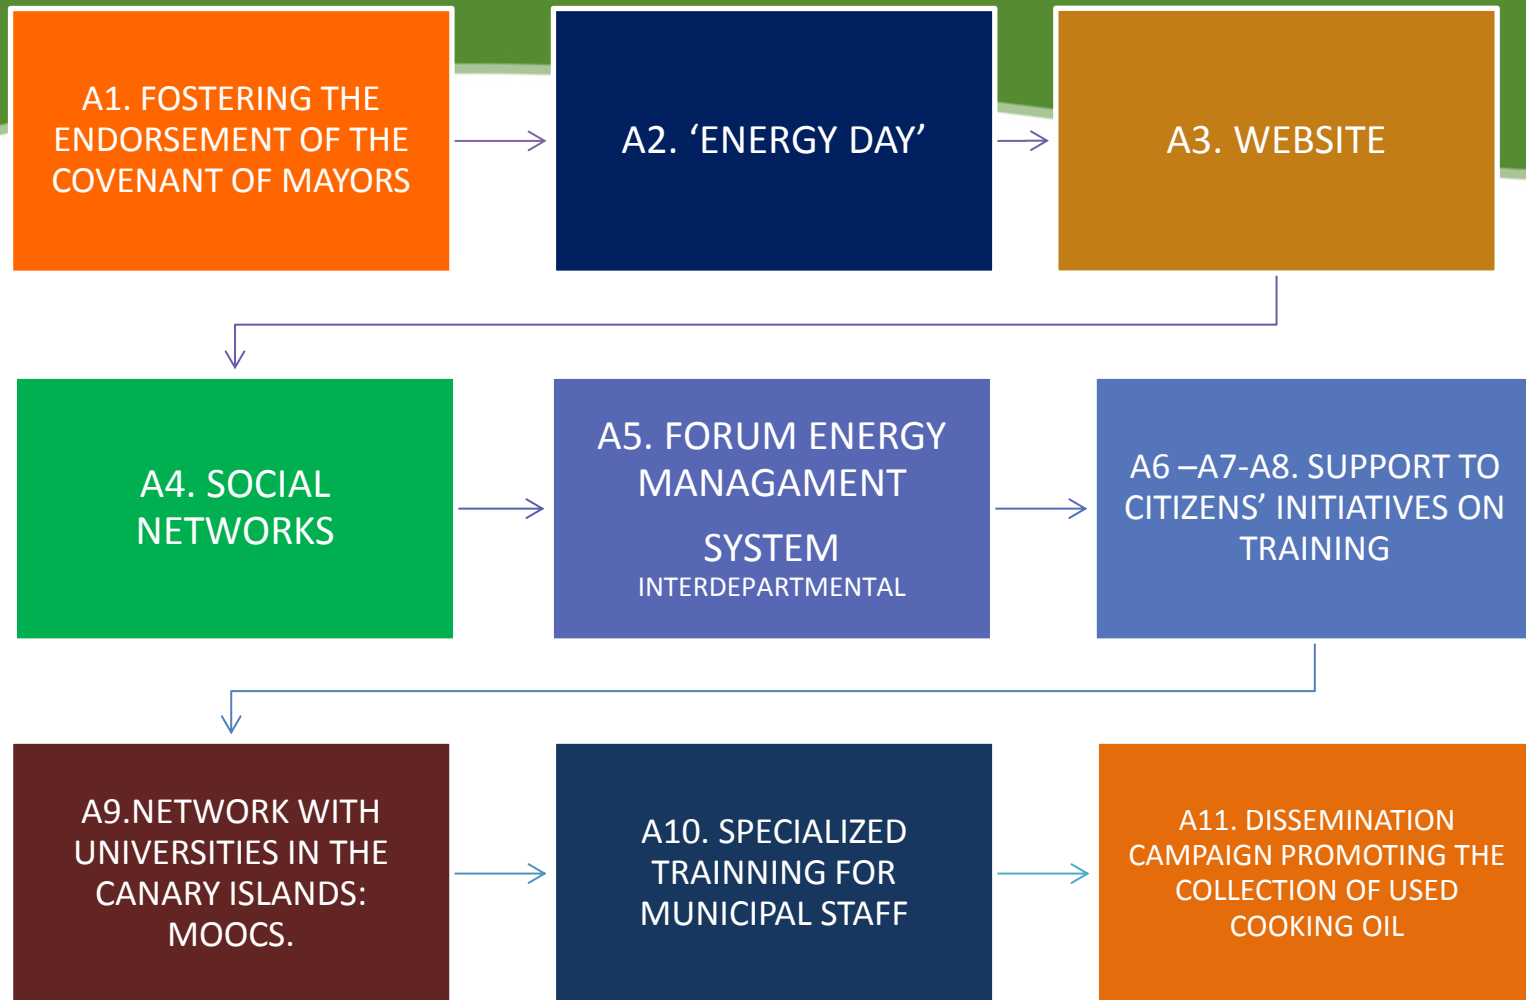 A1. FOSTERING THE
ENDORSEMENT OF THE
COVENANT OF MAYORS
A2. ‘ENERGY DAY’
A3. WEBSITE
A4. SOCIAL
NETWORKS
A5. FORUM ENERGY
MANAGAMENT
SYSTEM
INTERDEPARTMENTAL
A6 –A7-A8. SUPPORT TO
CITIZENS’ INITIATIVES ON
TRAINING
A9.NETWORK WITH
UNIVERSITIES IN THE
CANARY ISLANDS:
MOOCS.
A10. SPECIALIZED
TRAINNING FOR
MUNICIPAL STAFF
A11. DISSEMINATION
CAMPAIGN PROMOTING THE
COLLECTION OF USED
COOKING OIL